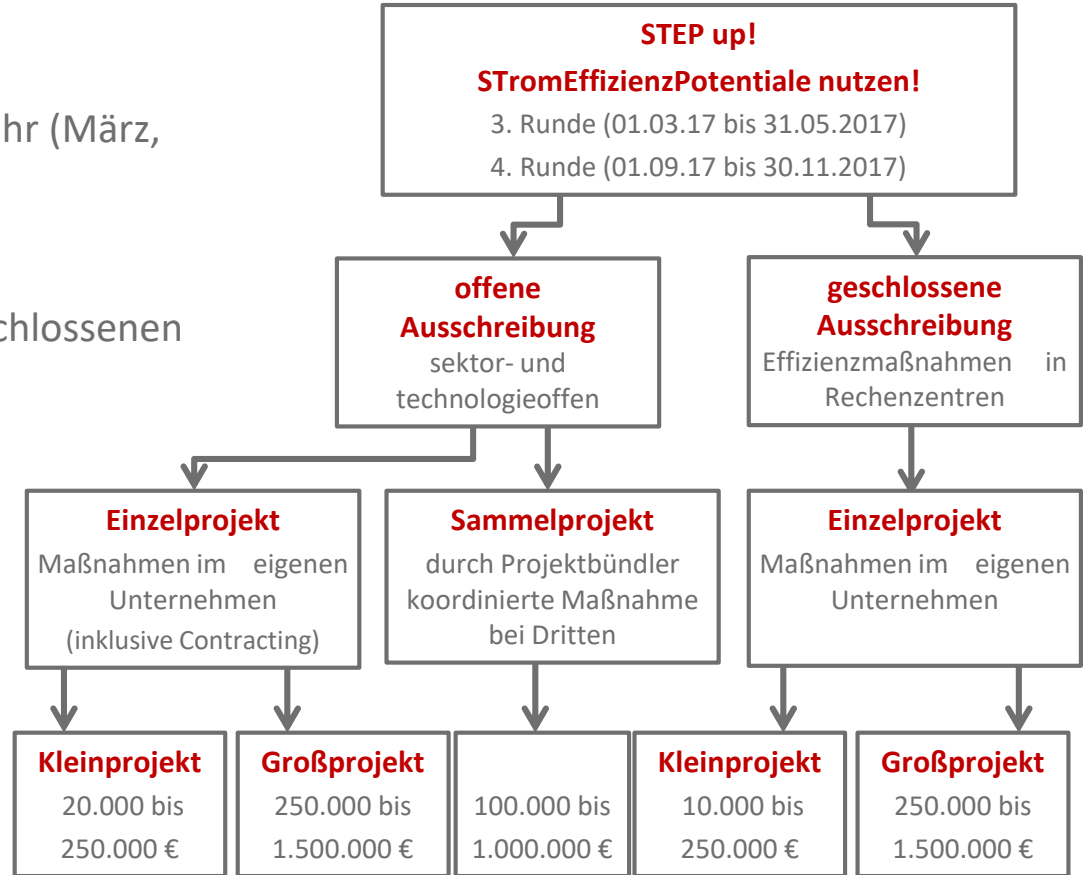 STEP up!
STromEffizienzPotentiale nutzen!
3. Runde (01.03.17 bis 31.05.2017)
4. Runde (01.09.17 bis 30.11.2017)
hr (März,
chlossenen
offene
Ausschreibung
sektor- und
technologieoffen
geschlossene
Ausschreibung
Effizienzmaßnahmen in
Rechenzentren
Einzelprojekt
Maßnahmen im eigenen
Unternehmen
(inklusive Contracting)
Sammelprojekt
durch Projektbündler
koordinierte Maßnahme
bei Dritten
Einzelprojekt
Maßnahmen im eigenen
Unternehmen
Kleinprojekt
20.000 bis
250.000 €
Großprojekt
250.000 bis
1.500.000 €
100.000 bis
1.000.000 €
Kleinprojekt
10.000 bis
250.000 €
Großprojekt
250.000 bis
1.500.000 €